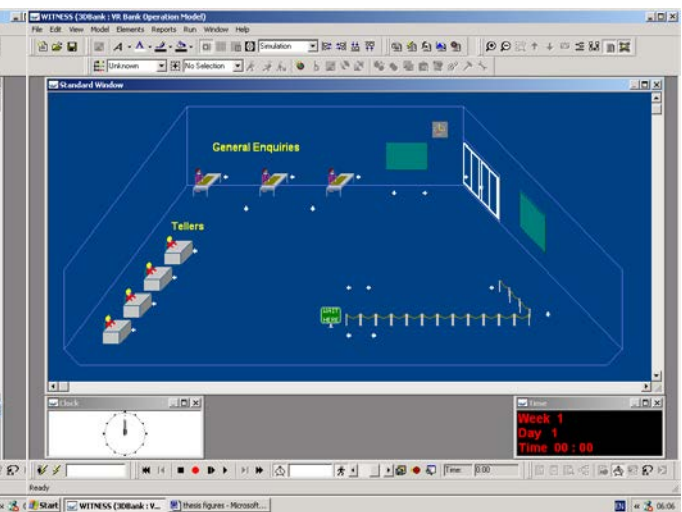 WITNESS (3DBank : VR Bank Operation Model)
File Edit View Model Elements Reports Run Window Help
Simulation
Unknown
No Selection
Standard Window
General Enquiries
Tellers
WAIT
HERE
Clock
Time
Week 1
Day 1
Time 00 : 00
Time 0:00
Ready
Start
WITNESS (3DBank : V...
thesis figures - Microsoft...
06:06